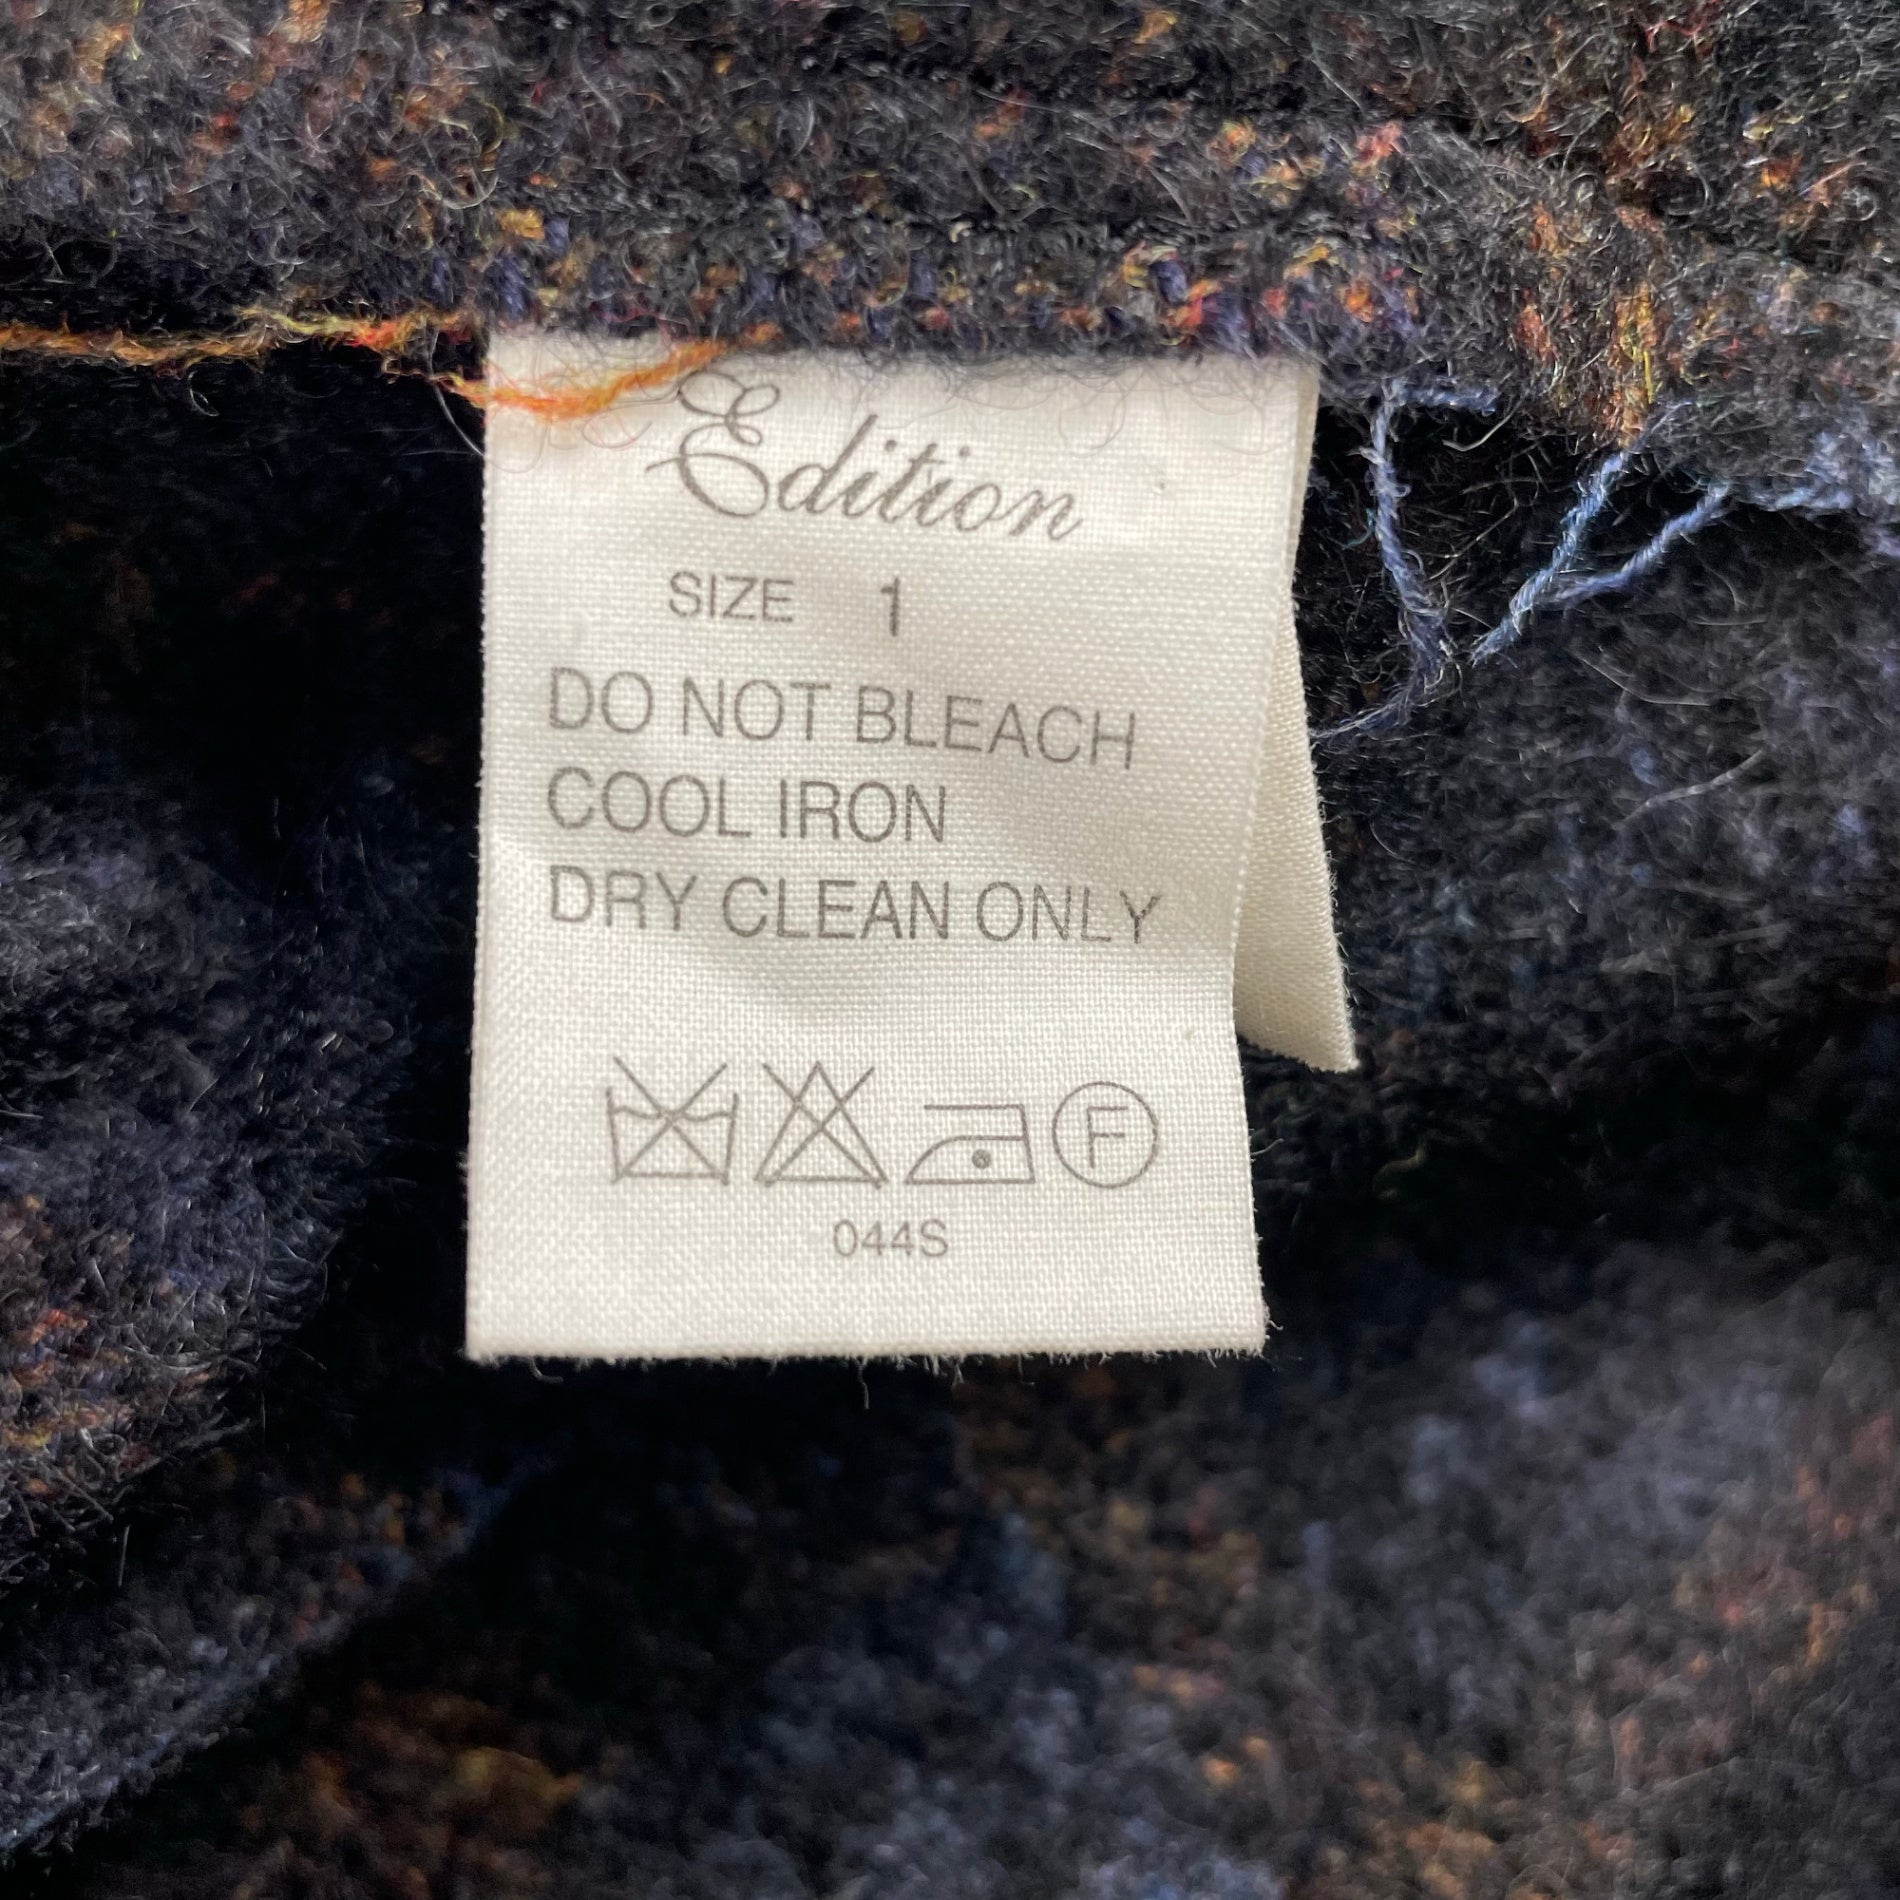 Edition
SIZE 1
DO NOT BLEACH
COOL IRON
DRY CLEAN ONLY
F
044S